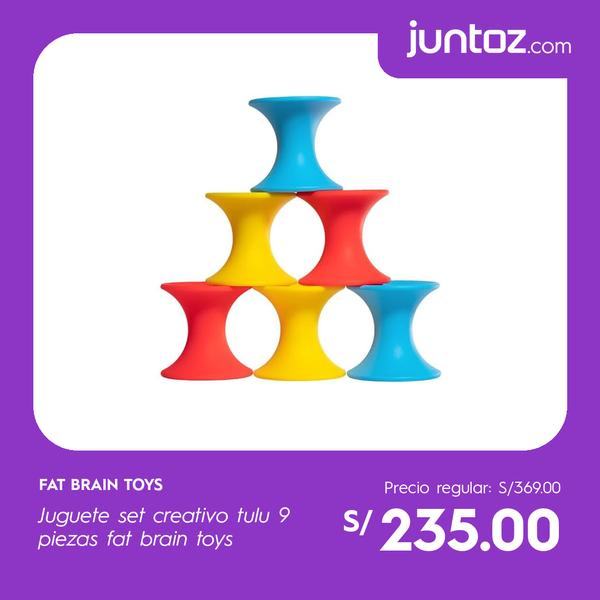 juntoz.com
FAT BRAIN TOYS
Juguete set creativo tulu 9
piezas fat brain toys
Precio regular: S/369.00
S/ 235.00